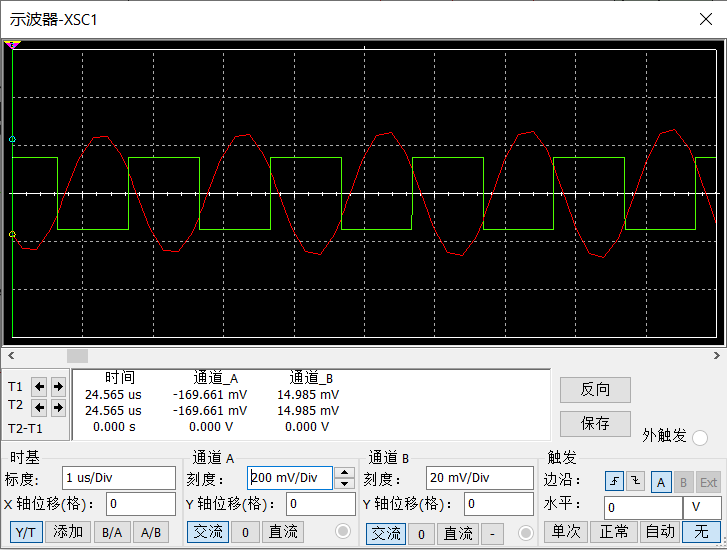 示波器-XSC1
时间 通道_A 通道_B
T1 24.565 us -169.661 mV 14.985 mV
T2 24.565 us -169.661 mV 14.985 mV
T2-T1 0.000 s 0.000 V 0.000 V
反向
保存
外触发
时基
标度: 1 us/Div
X 轴位移(格): 0
Y/T 添加 B/A A/B
通道 A
刻度: 200 mV/Div
Y 轴位移(格): 0
交流 0 直流
通道 B
刻度: 20 mV/Div
Y 轴位移(格): 0
交流 0 直流 -
触发
边沿: A B Ext
水平: 0 V
单次 正常 自动 无